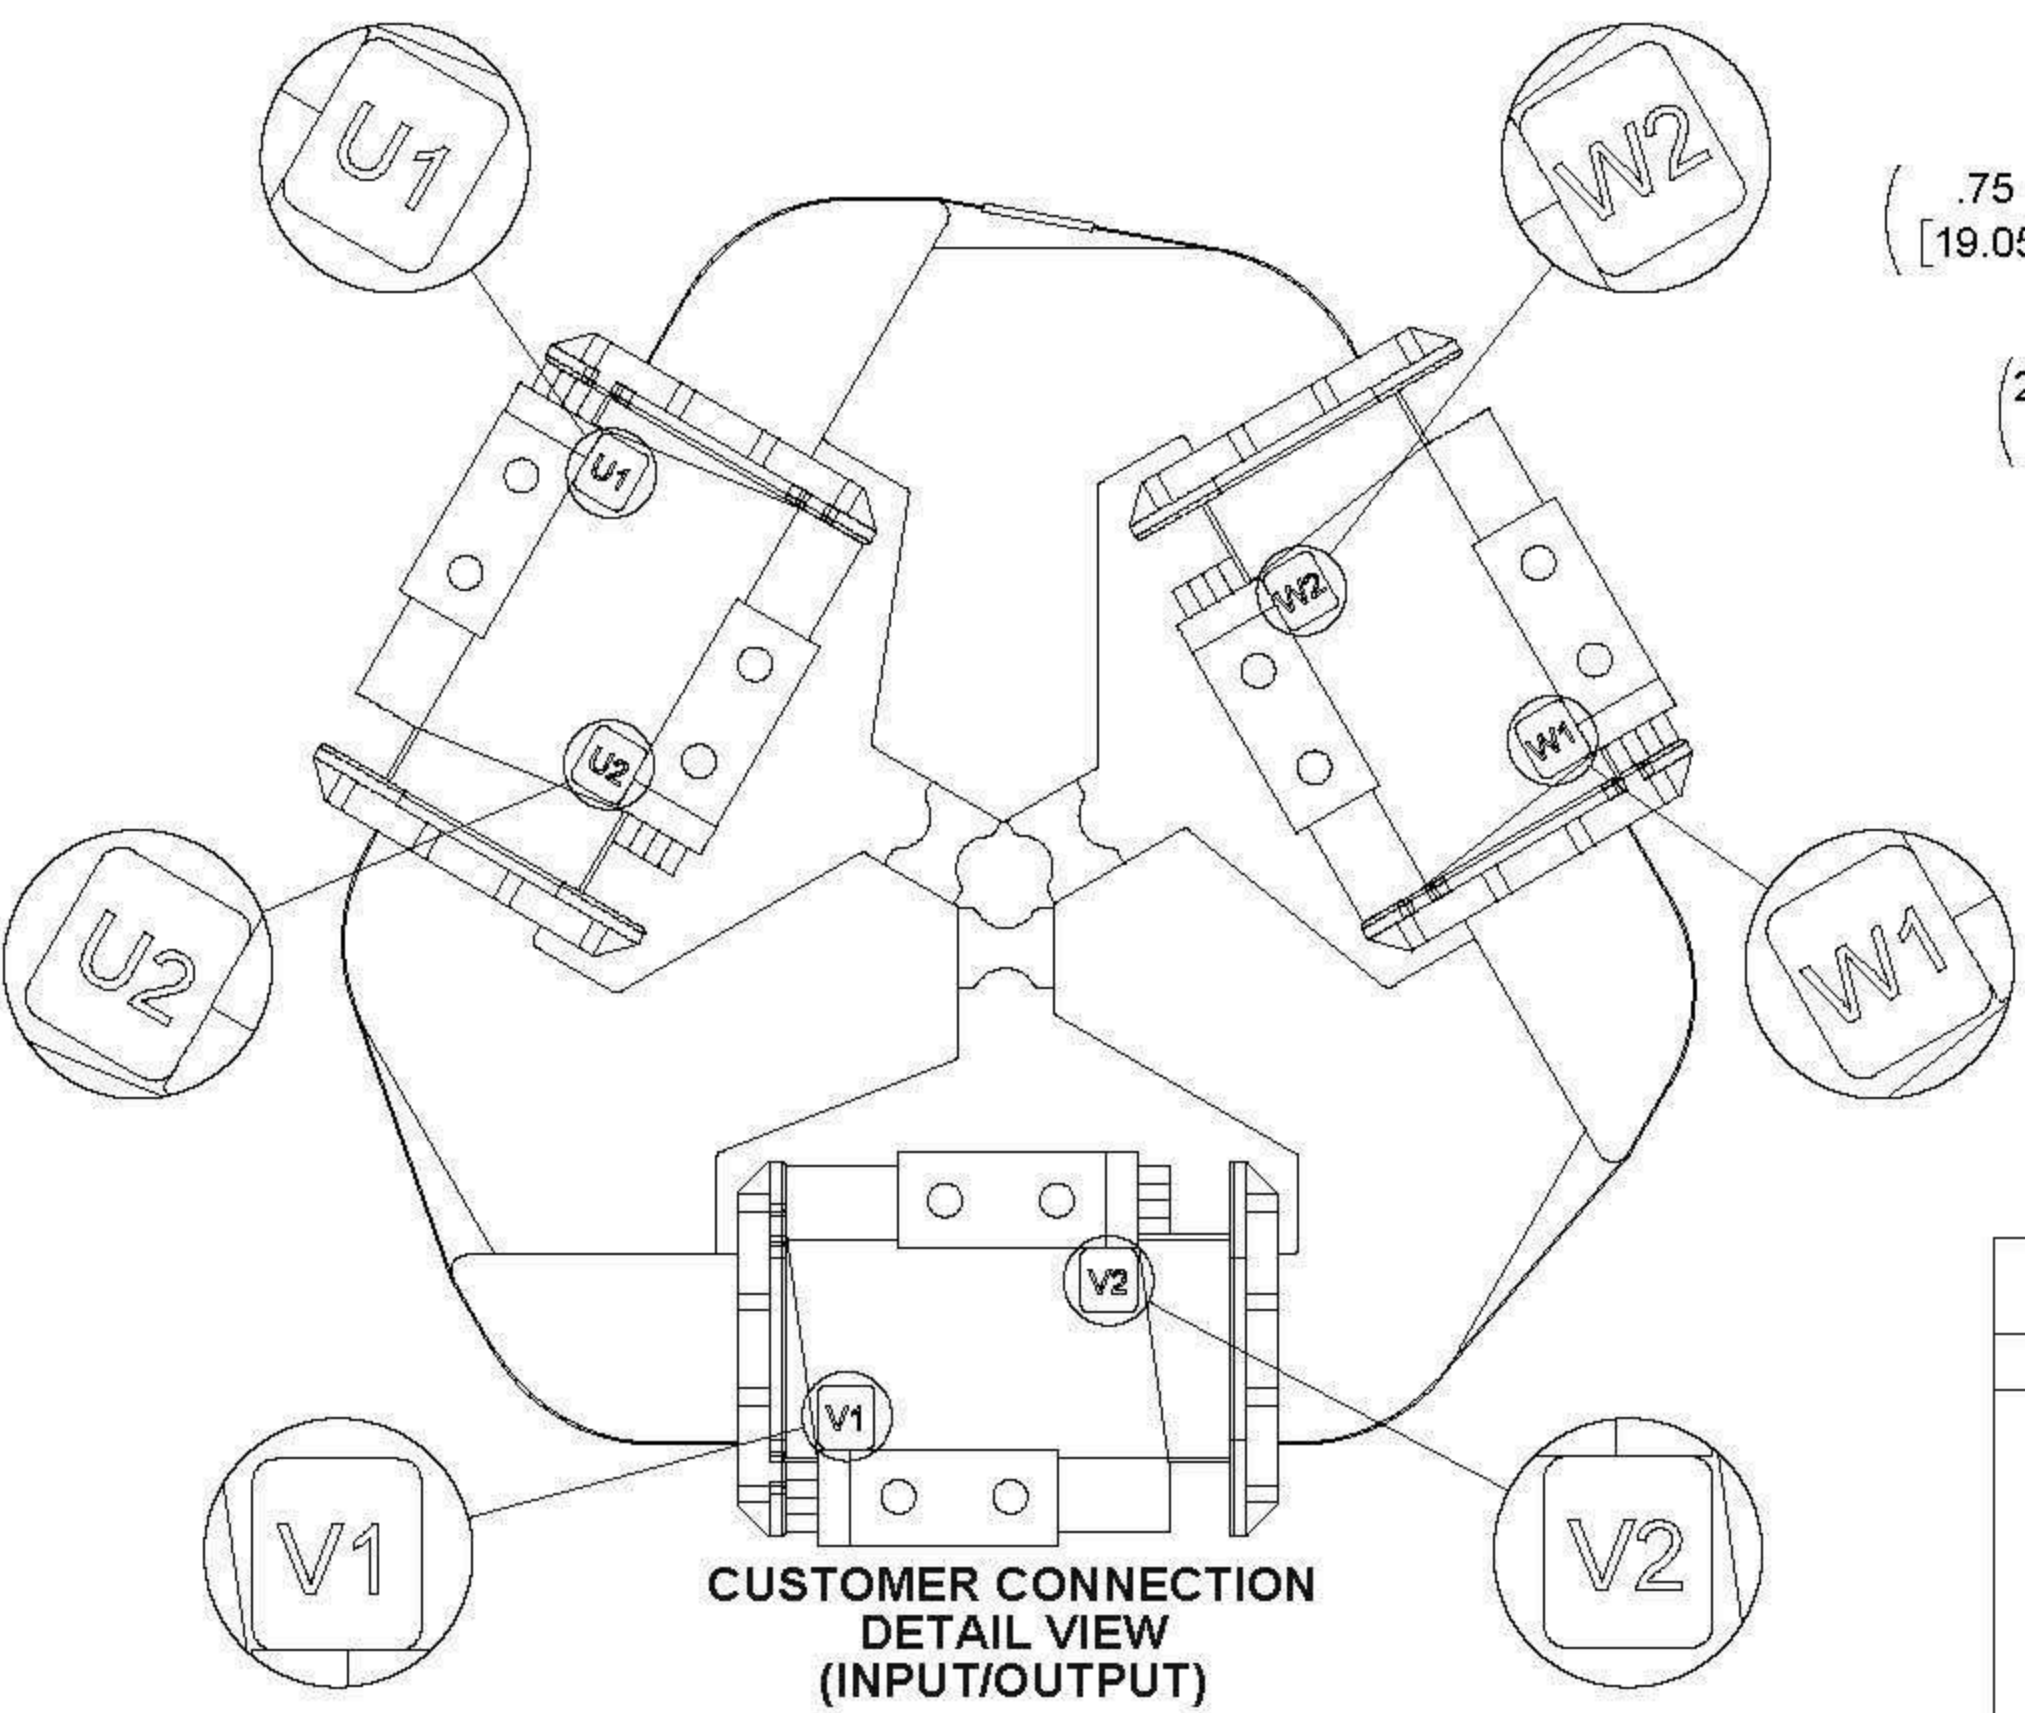 U1
W2
.75
[19.05
2
U1
W2
U2
W1
U2
W1
V2
V1
V1
V2
CUSTOMER CONNECTION
DETAIL VIEW
(INPUT/OUTPUT)